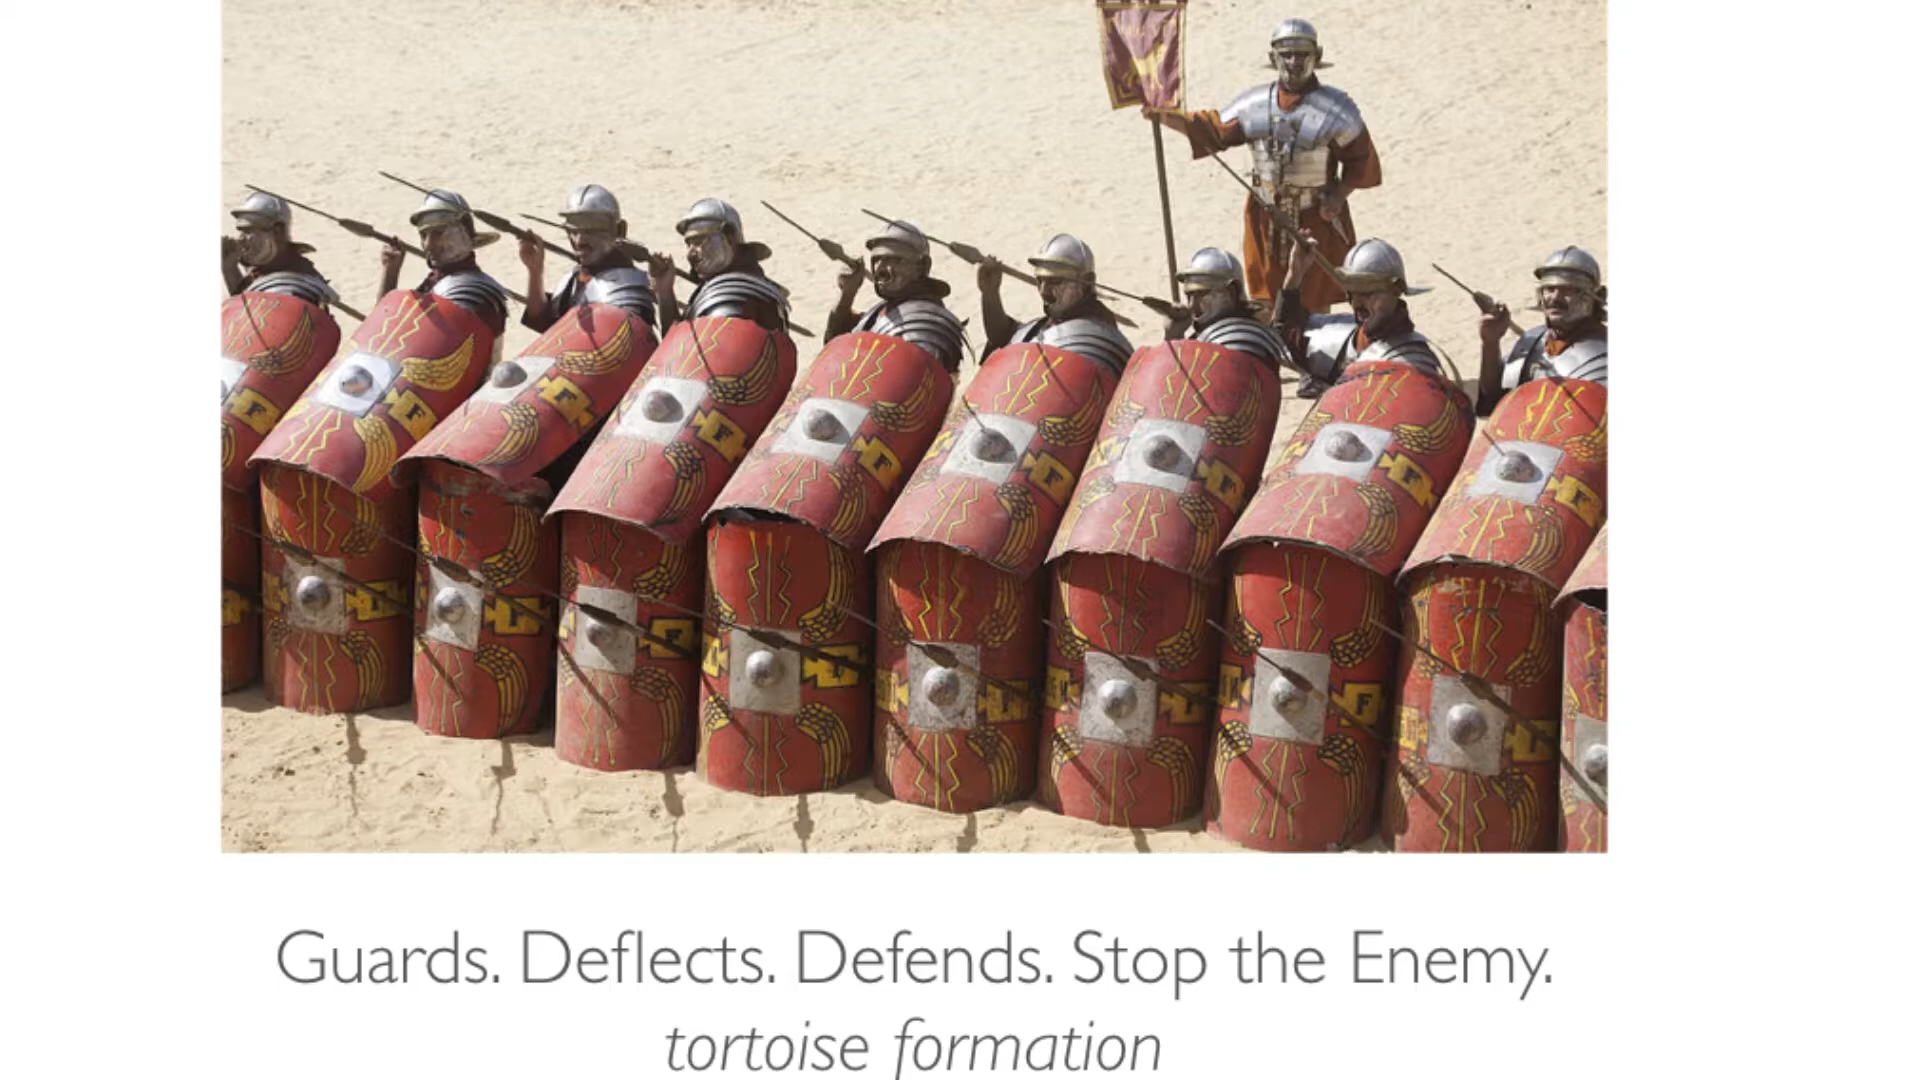 Guards. Deflects. Defends. Stop the Enemy.
tortoise formation